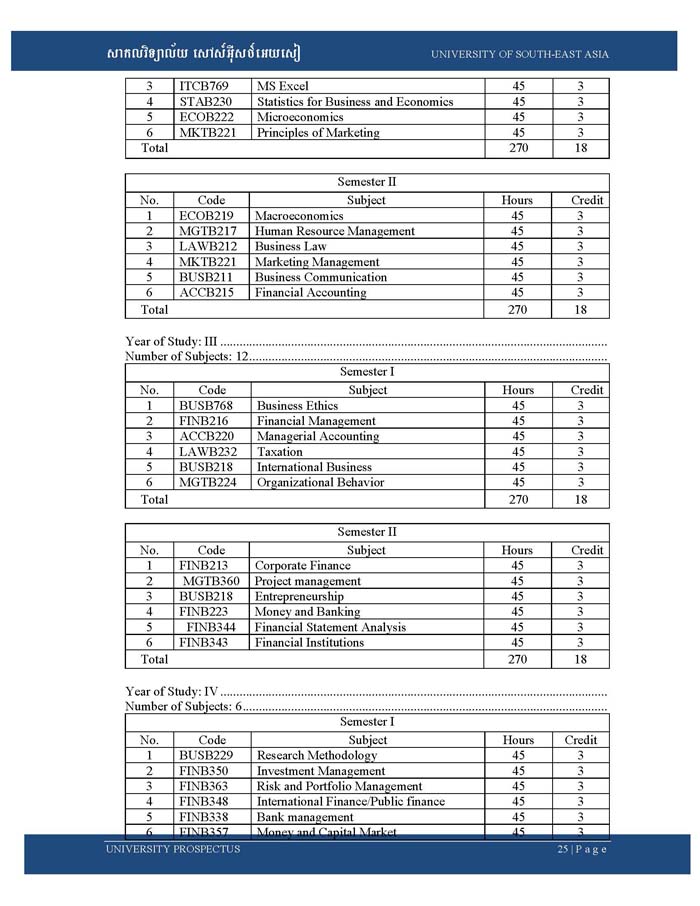 សាកលវិទ្យាល័យ សៅស៍អ៊ីសថ៍អេយសៀ UNIVERSITY OF SOUTH-EAST ASIA
3 ITCB769 MS Excel 45 3
4 STAB230 Statistics for Business and Economics 45 3
5 ECOB222 Microeconomics 45 3
6 MKTB221 Principles of Marketing 45 3
Total 270 18
Semester II
No. Code Subject Hours Credit
1 ECOB219 Macroeconomics 45 3
2 MGTB217 Human Resource Management 45 3
3 LAWB212 Business Law 45 3
4 MKTB221 Marketing Management 45 3
5 BUSB211 Business Communication 45 3
6 ACCB215 Financial Accounting 45 3
Total 270 18
Year of Study: III ........................................................................................................................
Number of Subjects: 12...............................................................................................................
Semester I
No. Code Subject Hours Credit
1 BUSB768 Business Ethics 45 3
2 FINB216 Financial Management 45 3
3 ACCB220 Managerial Accounting 45 3
4 LAWB232 Taxation 45 3
5 BUSB218 International Business 45 3
6 MGTB224 Organizational Behavior 45 3
Total 270 18
Semester II
No. Code Subject Hours Credit
1 FINB213 Corporate Finance 45 3
2 MGTB360 Project management 45 3
3 BUSB218 Entrepreneurship 45 3
4 FINB223 Money and Banking 45 3
5 FINB344 Financial Statement Analysis 45 3
6 FINB343 Financial Institutions 45 3
Total 270 18
Year of Study: IV ........................................................................................................................
Number of Subjects: 6.................................................................................................................
Semester I
No. Code Subject Hours Credit
1 BUSB229 Research Methodology 45 3
2 FINB350 Investment Management 45 3
3 FINB363 Risk and Portfolio Management 45 3
4 FINB348 International Finance/Public finance 45 3
5 FINB338 Bank management 45 3
6 FINB357 Money and Capital Market 45 3
UNIVERSITY PROSPECTUS 25 | P a g e